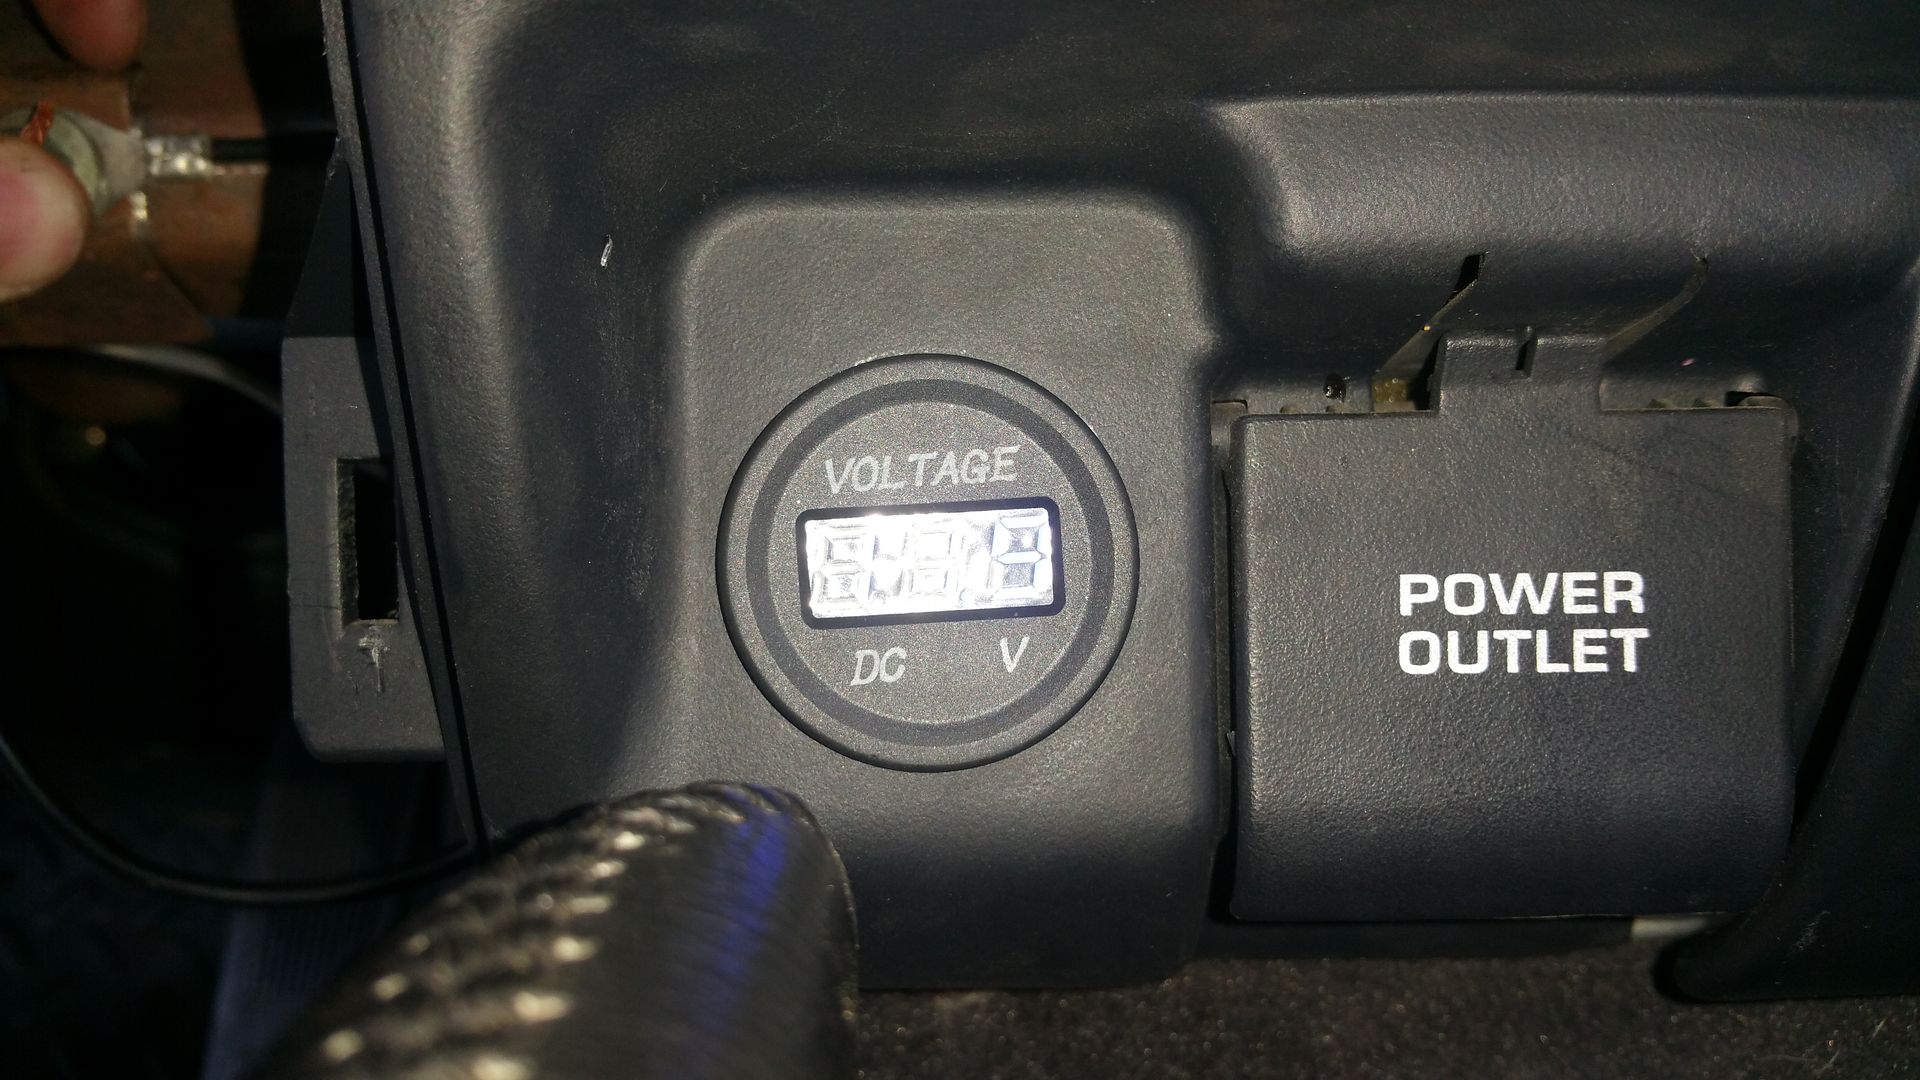 VOLTAGE
DC V
POWER
OUTLET